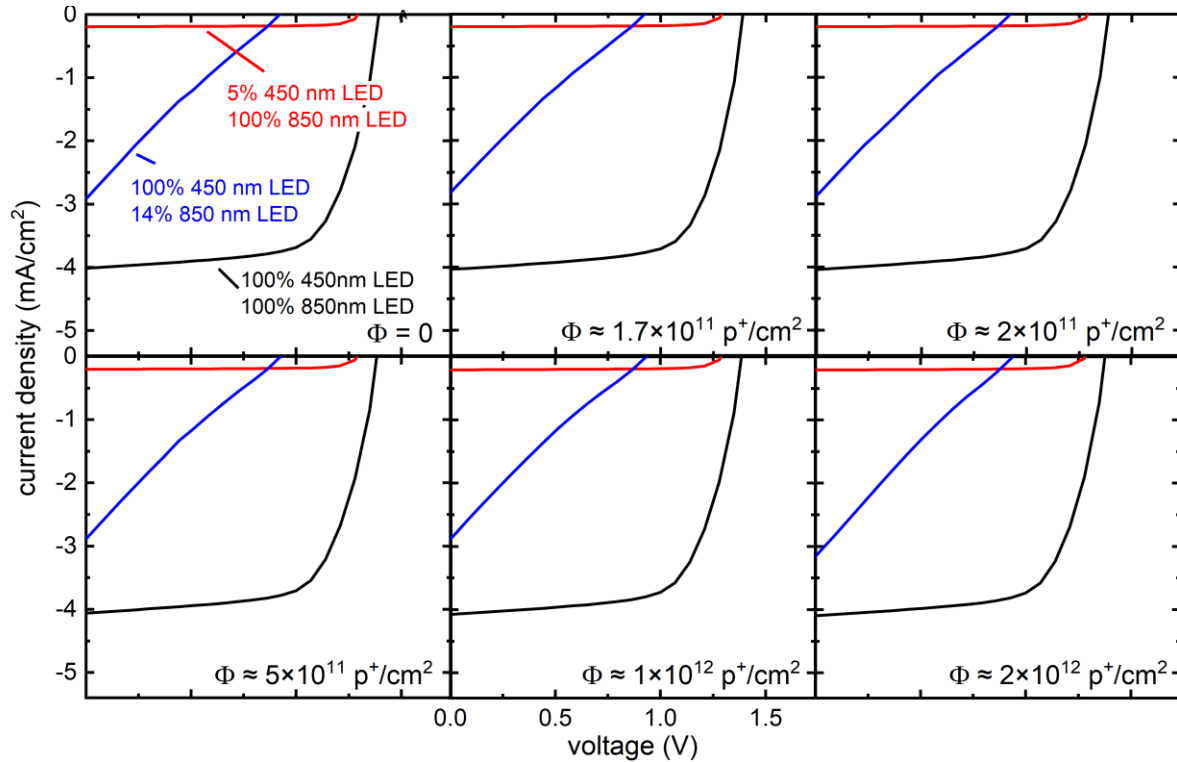 0
-1
-2
-3
-4
-5
5% 450 nm LED
100% 850 nm LED
100% 450 nm LED
14% 850 nm LED
100% 450nm LED
100% 850nm LED
Φ = 0
Φ ≈ 1.7×10¹¹ p⁺/cm²
Φ ≈ 2×10¹¹ p⁺/cm²
0
-1
-2
-3
-4
-5
Φ ≈ 5×10¹¹ p⁺/cm²
Φ ≈ 1×10¹² p⁺/cm²
Φ ≈ 2×10¹² p⁺/cm²
0.0 0.5 1.0 1.5
voltage (V)
current density (mA/cm²)